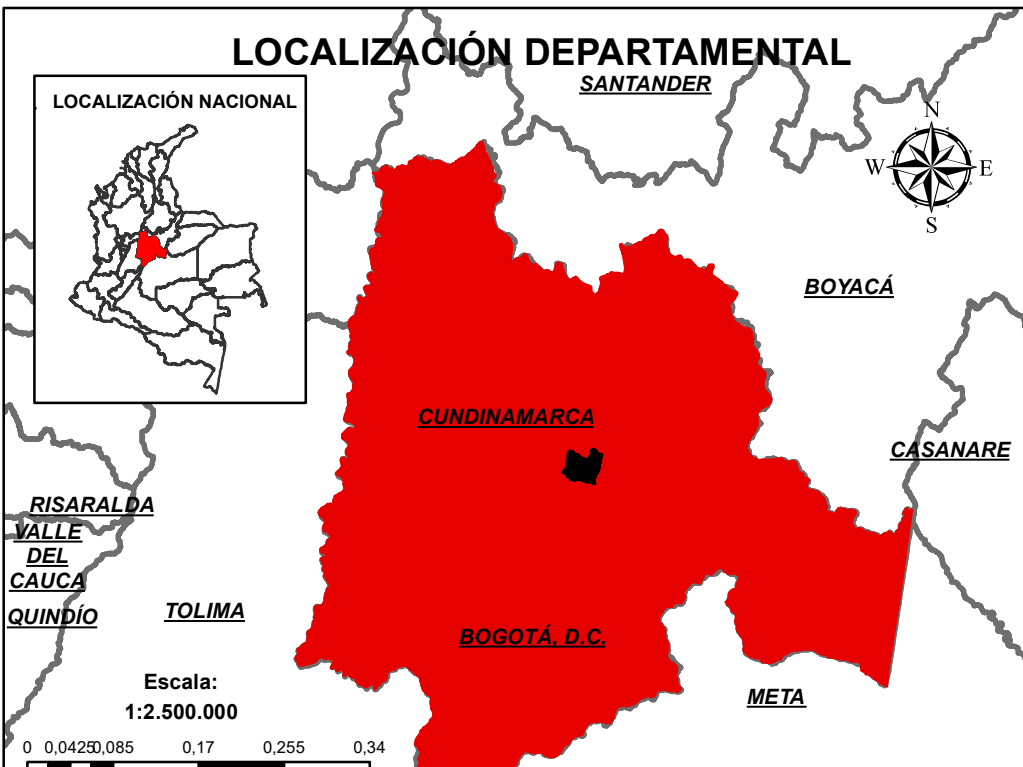 LOCALIZACIÓN DEPARTAMENTAL
SANTANDER
LOCALIZACIÓN NACIONAL
N
W
E
S
BOYACÁ
CUNDINAMARCA
CASANARE
RISARALDA
VALLE
DEL
CAUCA
QUINDÍO
TOLIMA
BOGOTÁ, D.C.
META
Escala:
1:2.500.000
0 0,0425 0,085 0,17 0,255 0,34